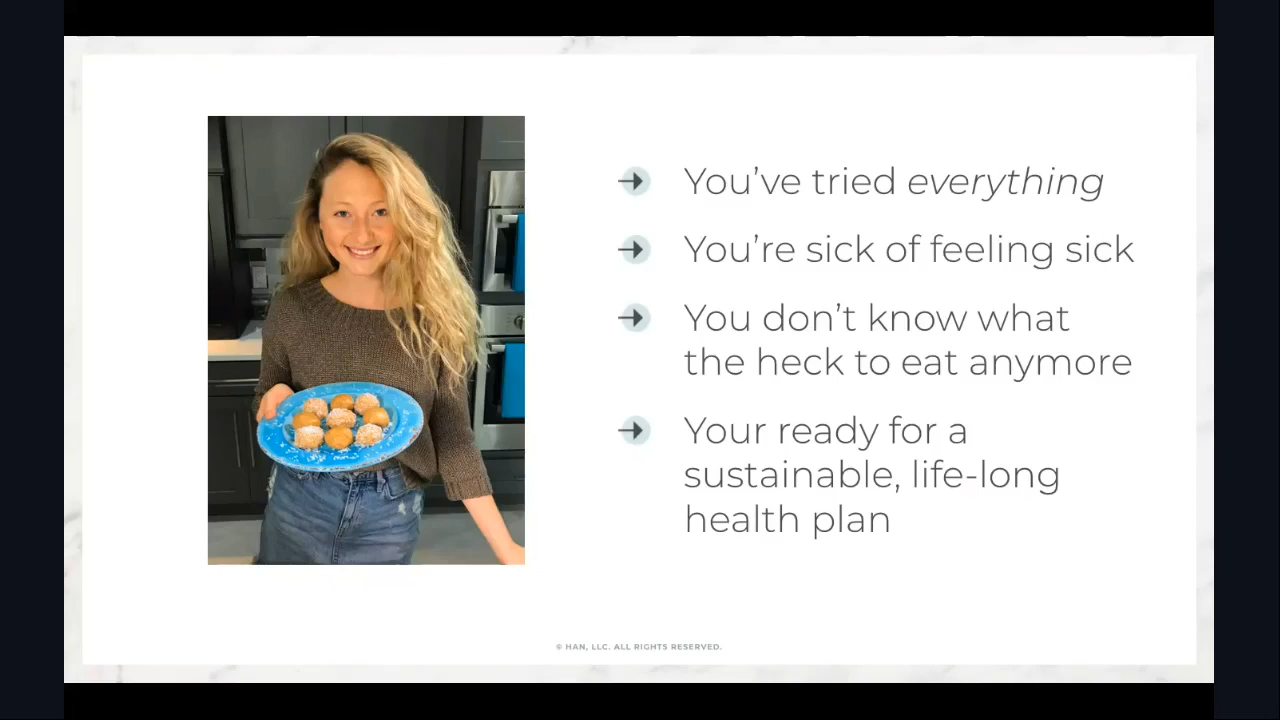 You’ve tried everything
You’re sick of feeling sick
You don’t know what
the heck to eat anymore
Your ready for a
sustainable, life-long
health plan
© HAN, LLC. ALL RIGHTS RESERVED.